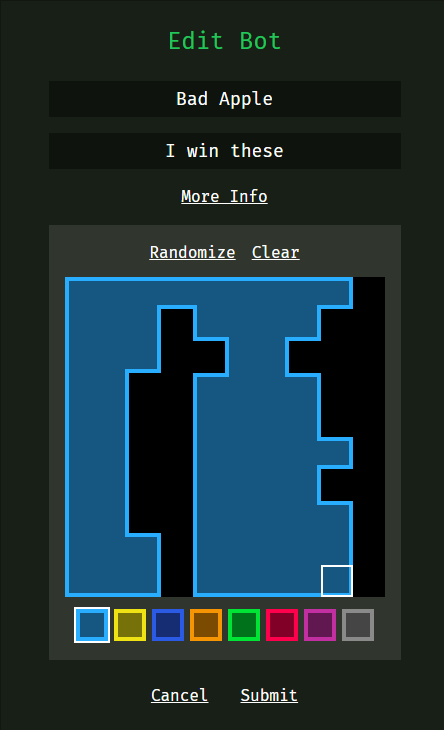 Edit Bot
Bad Apple
I win these
More Info
Randomize Clear
Cancel Submit